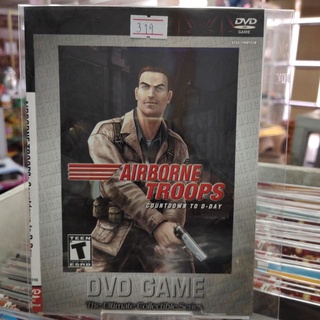 319
DVD
GAME
AIRBORNE
TROOPS
COUNTDOWN TO D-DAY
TEEN
T
ESRB
DVD GAME
The Ultimate Collectible Series